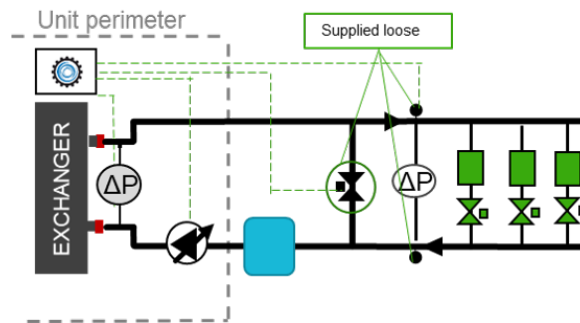 Unit perimeter
Supplied loose
EXCHANGER
ΔP
ΔP